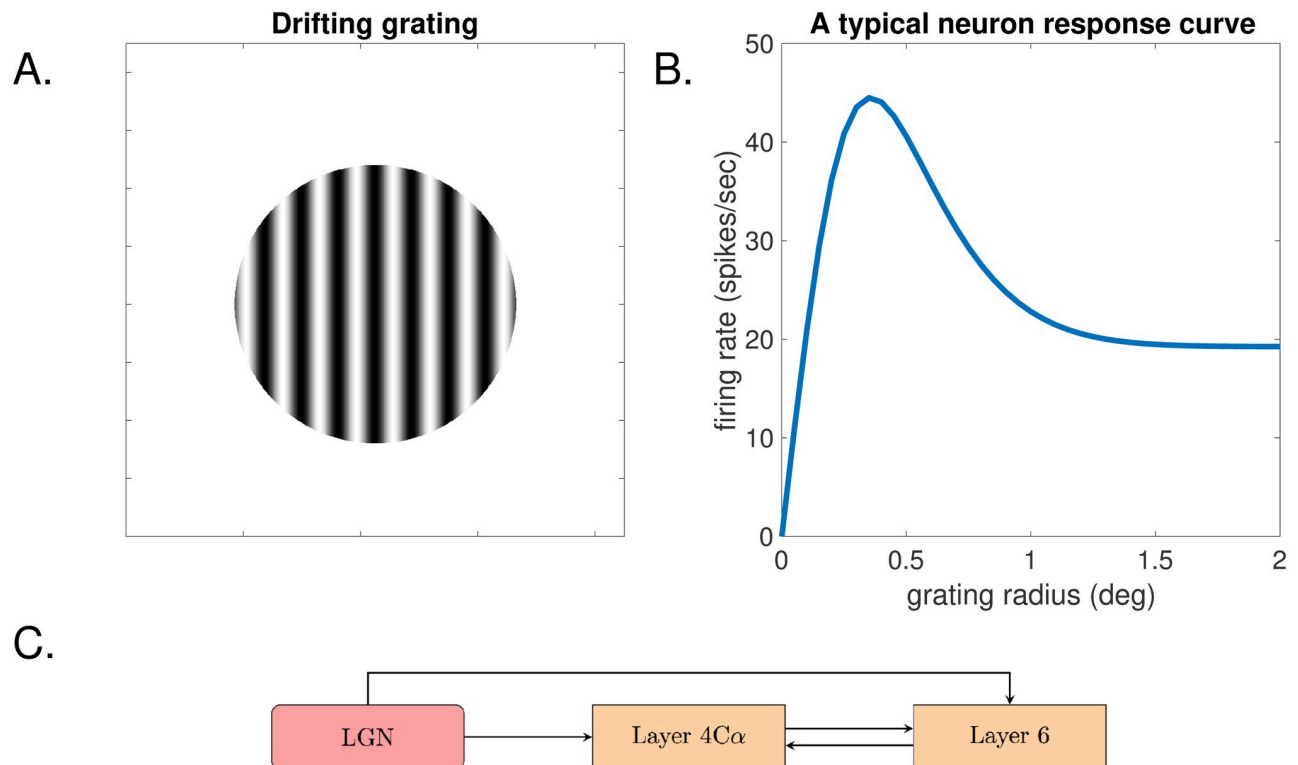 A.
Drifting grating
B.
A typical neuron response curve
50
40
30
20
10
0
firing rate (spikes/sec)
0 0.5 1 1.5 2
grating radius (deg)
C.
LGN
Layer 4Cα
Layer 6